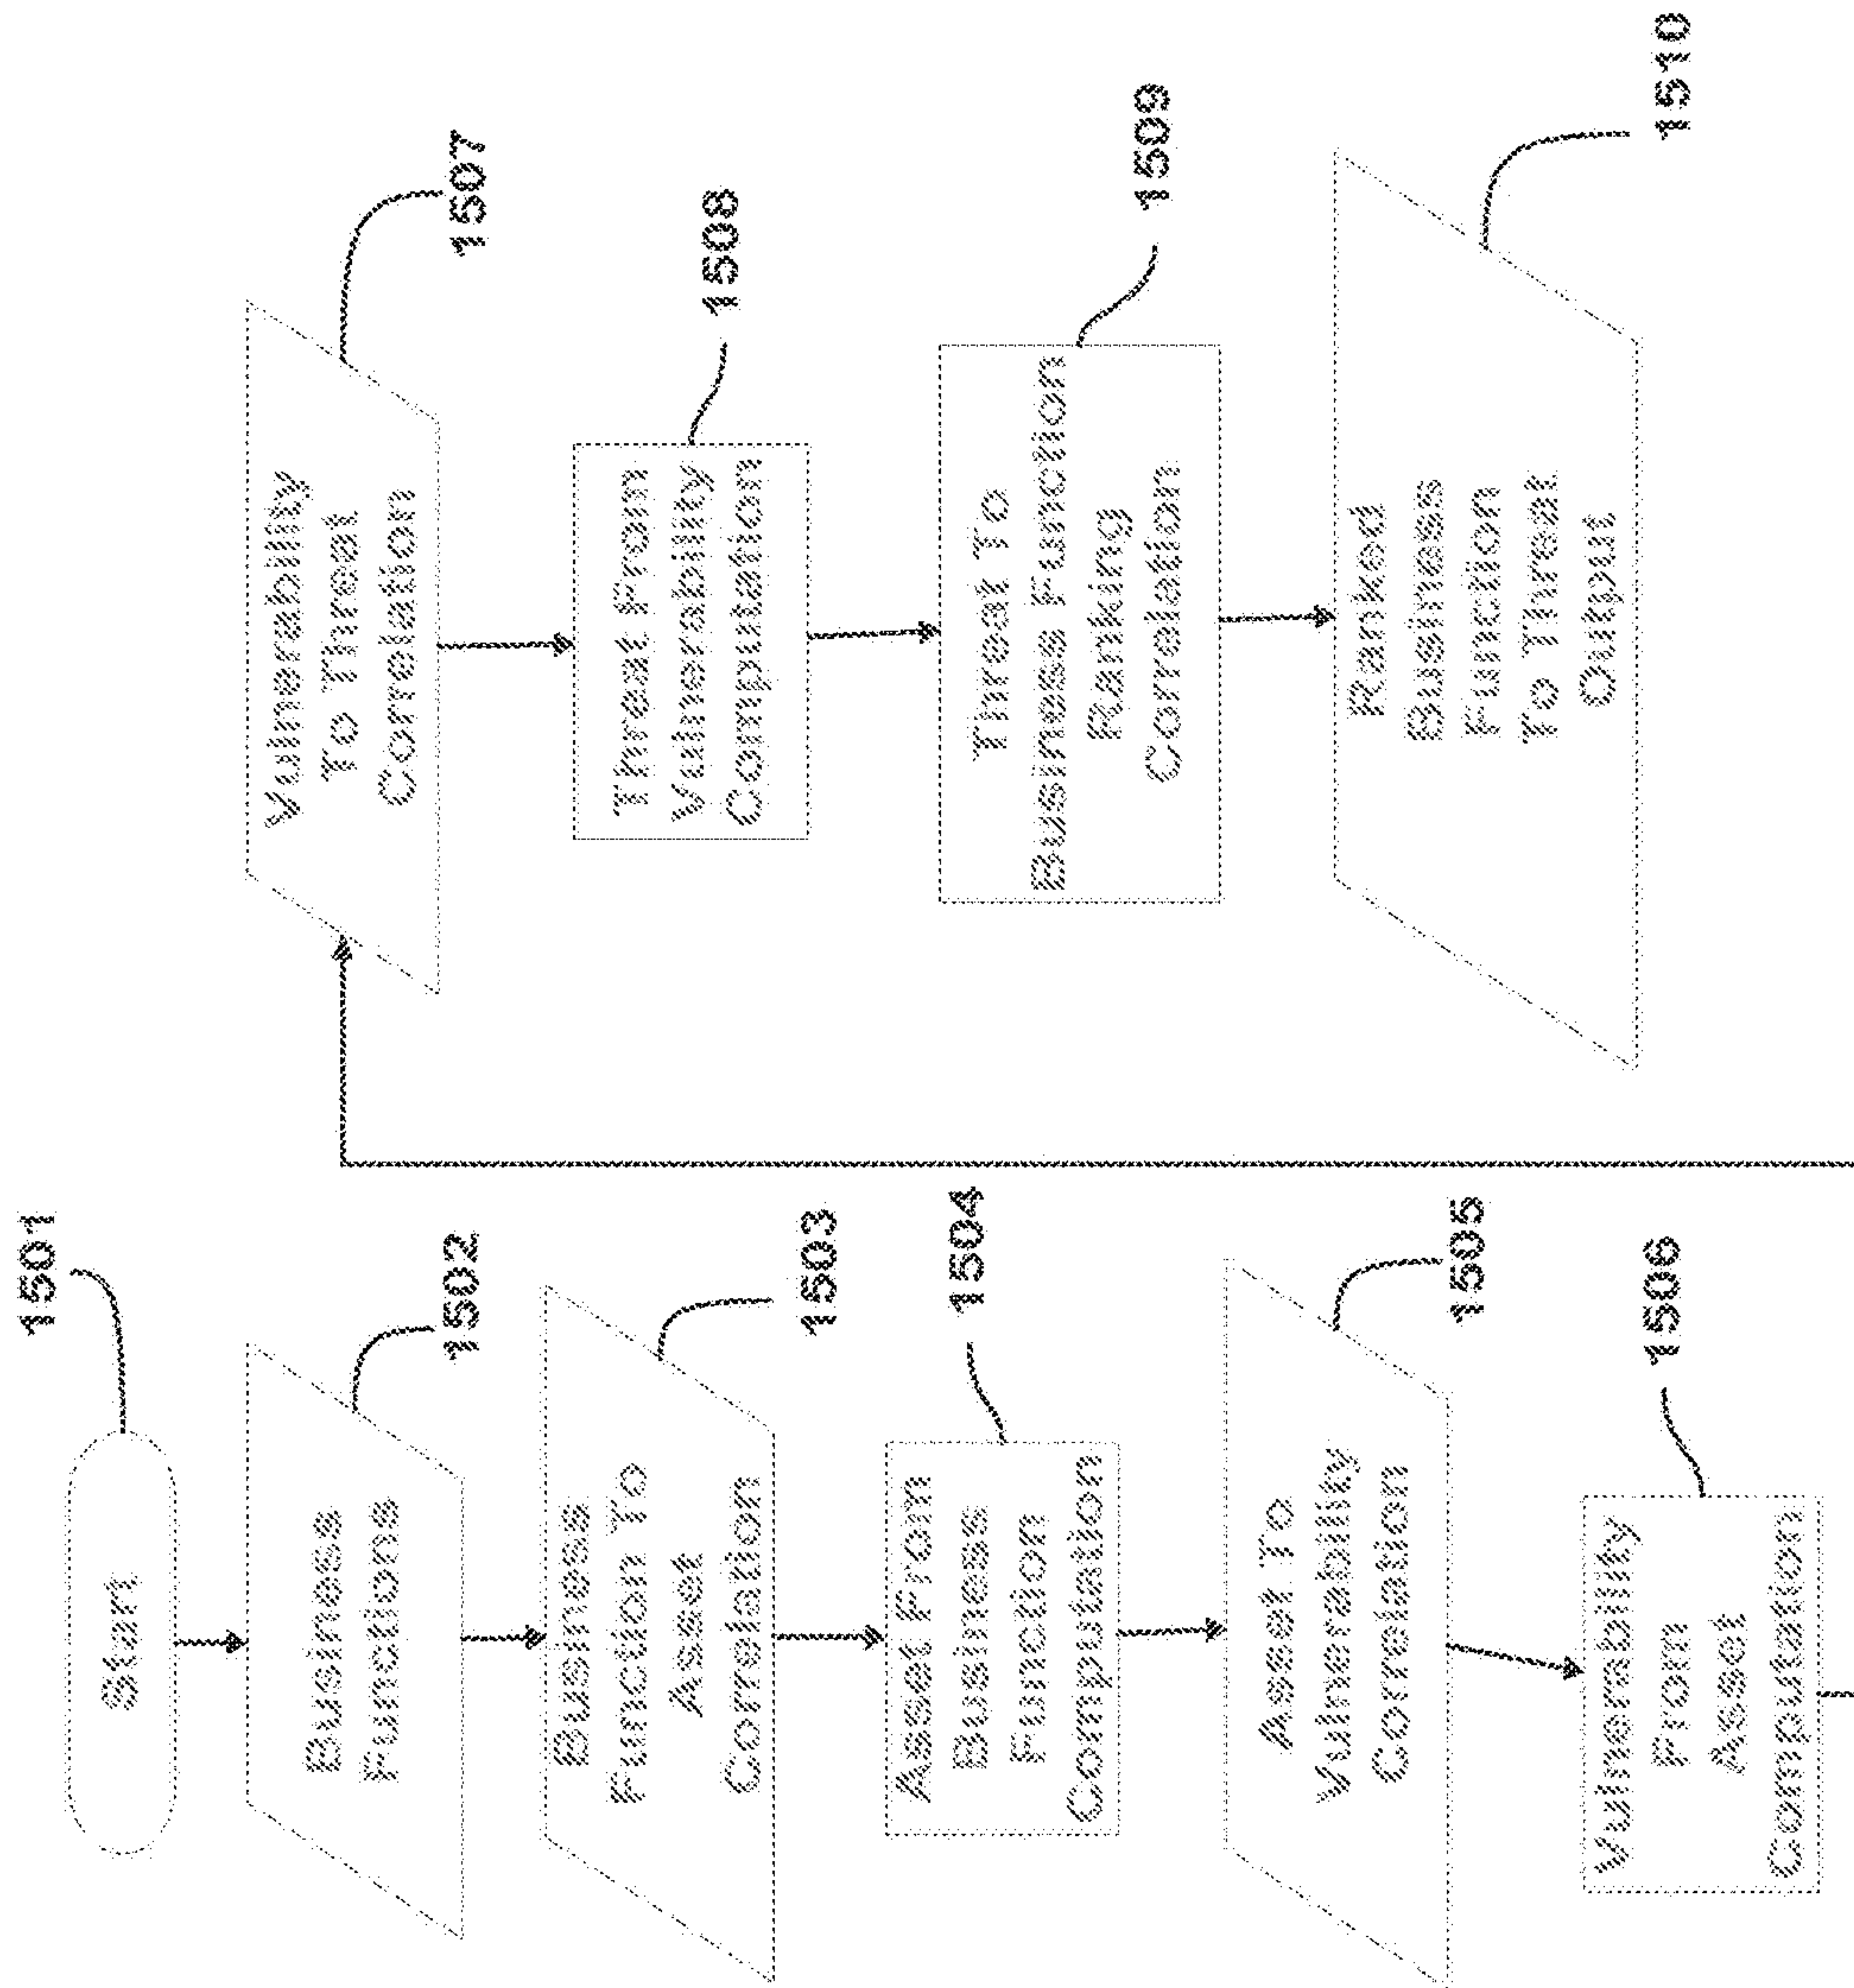 1501
Start
1502
Business
Functions
1503
Business
Function To
Asset
Correlation
1504
Asset From
Business
Function
Computation
1505
Asset To
Vulnerability
Correlation
1506
Vulnerability
From
Asset
Computation
1507
Vulnerability
To Threat
Correlation
1508
Threat From
Vulnerability
Computation
1509
Threat To
Business Function
Ranking
Correlation
1510
Ranked
Business
Function
To Threat
Output